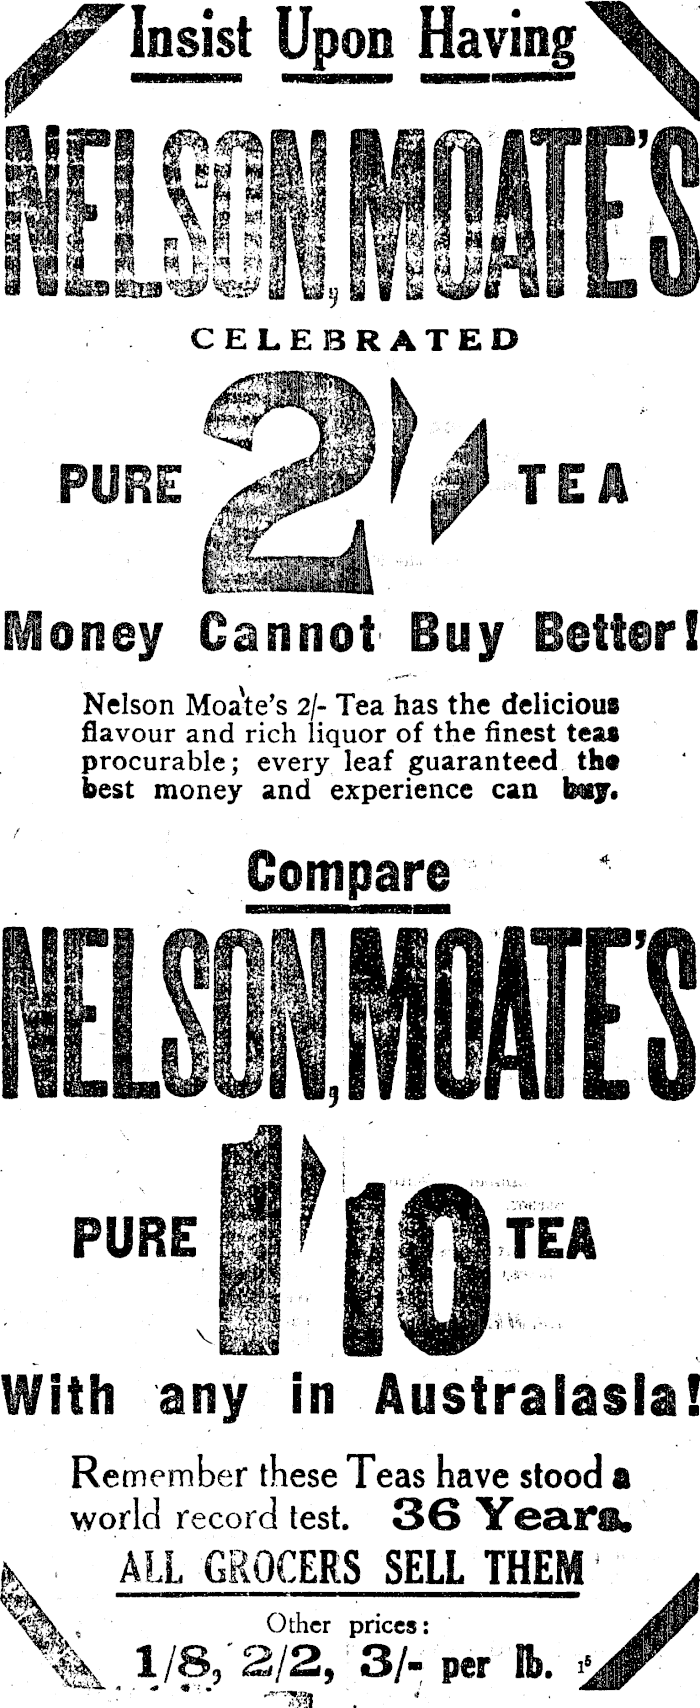 Insist Upon Having
NELSON, MOATE'S
CELEBRATED
PURE 2/- TEA
Money Cannot Buy Better!
Nelson Moate's 2/- Tea has the delicious
flavour and rich liquor of the finest teas
procurable; every leaf guaranteed the
best money and experience can buy.
Compare
NELSON, MOATE'S
PURE 1/10 TEA
With any in Australasia!
Remember these Teas have stood a
world record test. 36 Years.
ALL GROCERS SELL THEM
Other prices:
1/8, 2/2, 3/- per lb. 15